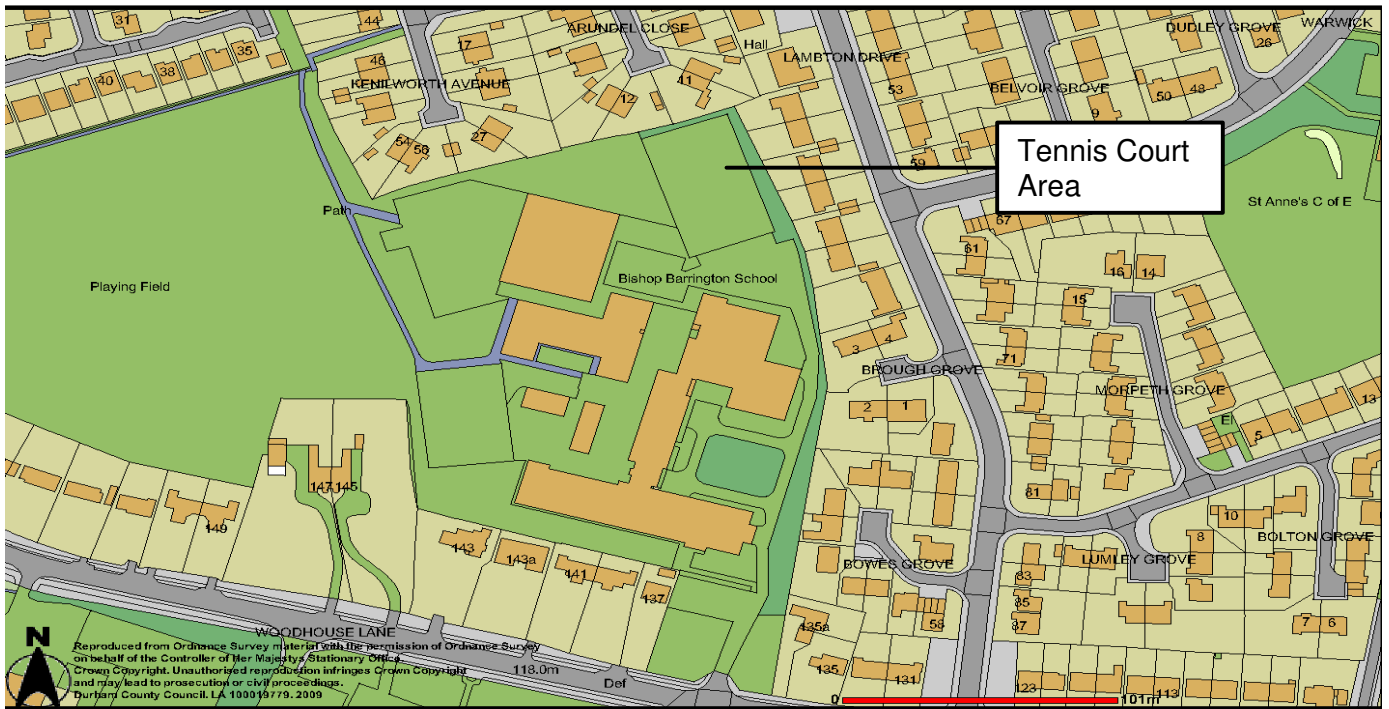 31
44
17
ARUNDEL CLOSE
Hall
DUDLEY GROVE
WARWICK
26
35
38
40
46
KENILWORTH AVENUE
11
12
LAMBTON DRIVE
53
BELVOIR GROVE
50
48
9
54
56
27
59
Tennis Court
Area
St Anne's C of E
Path
67
61
16
14
Playing Field
Bishop Barrington School
15
3
4
71
BROUGH GROVE
MORPETH GROVE
2
1
13
El
5
147
145
81
149
10
143
143a
141
137
8
BOLTON GROVE
BOWES GROVE
LUMLEY GROVE
83
85
87
58
135a
7
6
WOODHOUSE LANE
N
Reproduced from Ordnance Survey material with the permission of Ordnance Survey
on behalf of the Controller of Her Majestys Stationary Office.
Crown Copyright. Unauthorised reproduction infringes Crown Copyright
and may lead to prosecution or civil proceedings.
Durham County Council. LA 100019779. 2009
118.0m
Def
135
131
123
113
0
101m